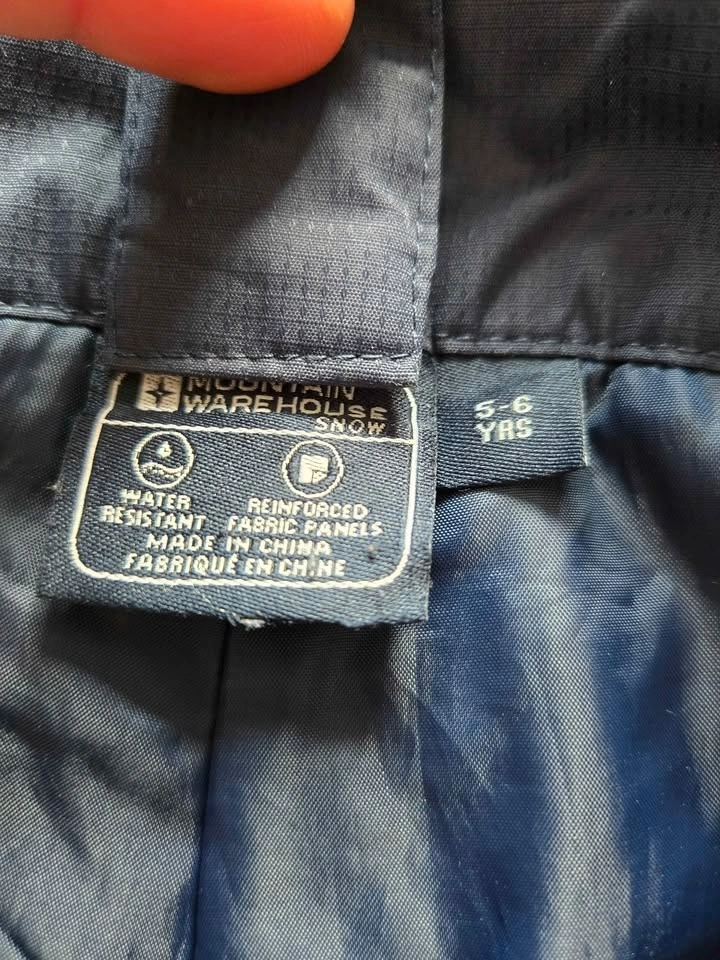 MOUNTAIN
WAREHOUSE
SNOW
5-6
YRS
WATER
RESISTANT
REINFORCED
FABRIC PANELS
MADE IN CHINA
FABRIQUÉ EN CHINE